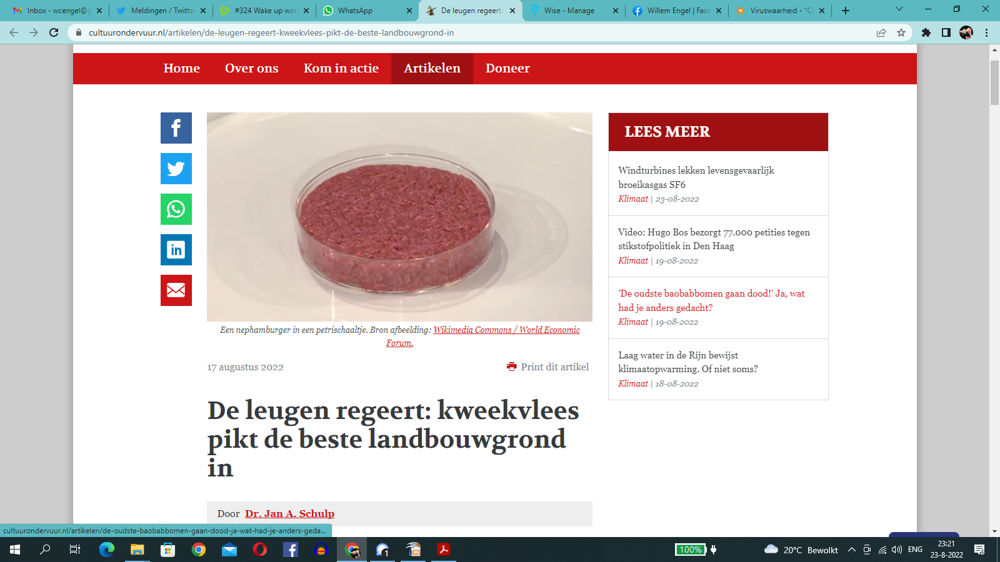 Inbox - wcengel@g
Meldingen / Twitte
#324 Wake up wor
WhatsApp
De leugen regeert:
Wise - Manage
Willem Engel | Face
Viruswaarheid - "O
cultuurondervuur.nl/artikelen/de-leugen-regeert-kweekvlees-pikt-de-beste-landbouwgrond-in
Home Over ons Kom in actie Artikelen Doneer
Een nephamburger in een petrischaaltje. Bron afbeelding: Wikimedia Commons / World Economic
Forum.
17 augustus 2022
Print dit artikel
De leugen regeert: kweekvlees
pikt de beste landbouwgrond
in
Door Dr. Jan A. Schulp
LEES MEER
Windturbines lekken levensgevaarlijk
broeikasgas SF6
Klimaat | 23-08-2022
Video: Hugo Bos bezorgt 77.000 petities tegen
stikstofpolitiek in Den Haag
Klimaat | 19-08-2022
'De oudste baobabbomen gaan dood!' Ja, wat
had je anders gedacht?
Klimaat | 19-08-2022
Laag water in de Rijn bewijst
klimaatopwarming. Of niet soms?
Klimaat | 18-08-2022
cultuurondervuur.nl/artikelen/de-oudste-baobabbomen-gaan-dood-ja-wat-had-je-anders-geda...
1
100%
20°C Bewolkt
ENG
23:21
23-8-2022